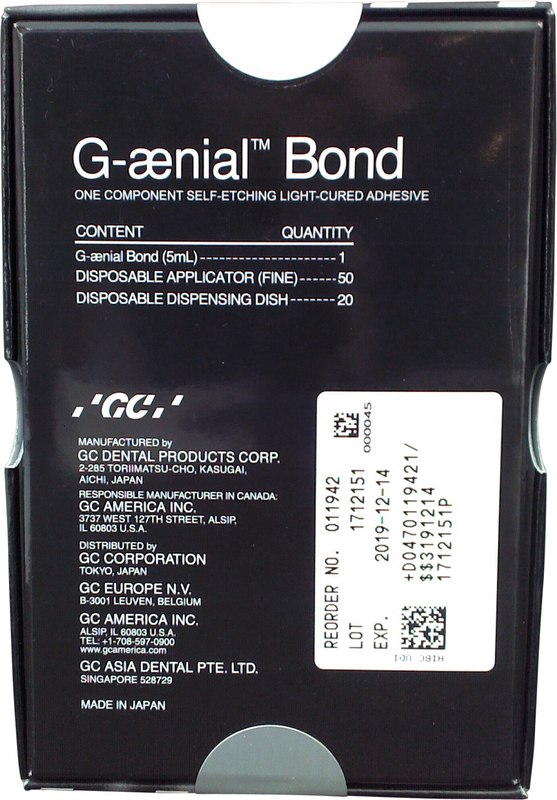 G-ænial™ Bond
ONE COMPONENT SELF-ETCHING LIGHT-CURED ADHESIVE
CONTENT QUANTITY
G-ænial Bond (5mL)--------------------1
DISPOSABLE APPLICATOR (FINE)------50
DISPOSABLE DISPENSING DISH-------20
GC
MANUFACTURED by
GC DENTAL PRODUCTS CORP.
2-285 TORIIMATSU-CHO, KASUGAI,
AICHI, JAPAN
RESPONSIBLE MANUFACTURER IN CANADA:
GC AMERICA INC.
3737 WEST 127TH STREET, ALSIP,
IL 60803 U.S.A.
DISTRIBUTED by
GC CORPORATION
TOKYO, JAPAN
GC EUROPE N.V.
B-3001 LEUVEN, BELGIUM
GC AMERICA INC.
ALSIP, IL 60803 U.S.A.
TEL: +1-708-597-0900
www.gcamerica.com
GC ASIA DENTAL PTE. LTD.
SINGAPORE 528729
MADE IN JAPAN
REORDER NO. 011942
LOT 1712151
EXP. 2019-12-14
000045
+D04701119421/
$$3191214
1712151P
HIBC UDI